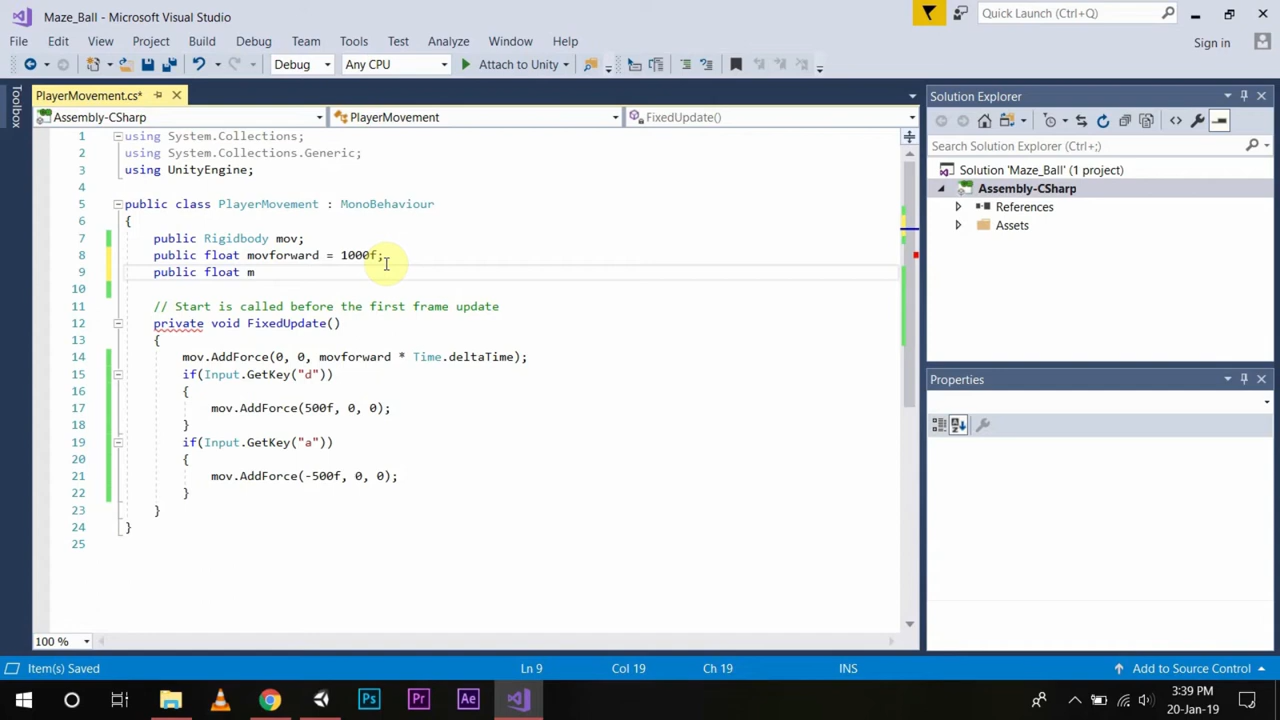 Maze_Ball - Microsoft Visual Studio
Quick Launch (Ctrl+Q)
File Edit View Project Build Debug Team Tools Test Analyze Window Help
Sign in
Debug Any CPU Attach to Unity
Toolbox
PlayerMovement.cs*
Assembly-CSharp PlayerMovement FixedUpdate()
1 using System.Collections;
2 using System.Collections.Generic;
3 using UnityEngine;
4
5 public class PlayerMovement : MonoBehaviour
6 {
7 public Rigidbody mov;
8 public float movforward = 1000f;
9 public float m
10
11 // Start is called before the first frame update
12 private void FixedUpdate()
13 {
14 mov.AddForce(0, 0, movforward * Time.deltaTime);
15 if(Input.GetKey("d"))
16 {
17 mov.AddForce(500f, 0, 0);
18 }
19 if(Input.GetKey("a"))
20 {
21 mov.AddForce(-500f, 0, 0);
22 }
23 }
24 }
25
100 %
Solution Explorer
Search Solution Explorer (Ctrl+;)
Solution 'Maze_Ball' (1 project)
Assembly-CSharp
References
Assets
Properties
Item(s) Saved Ln 9 Col 19 Ch 19 INS Add to Source Control
Ps Pr Ae
3:39 PM
20-Jan-19